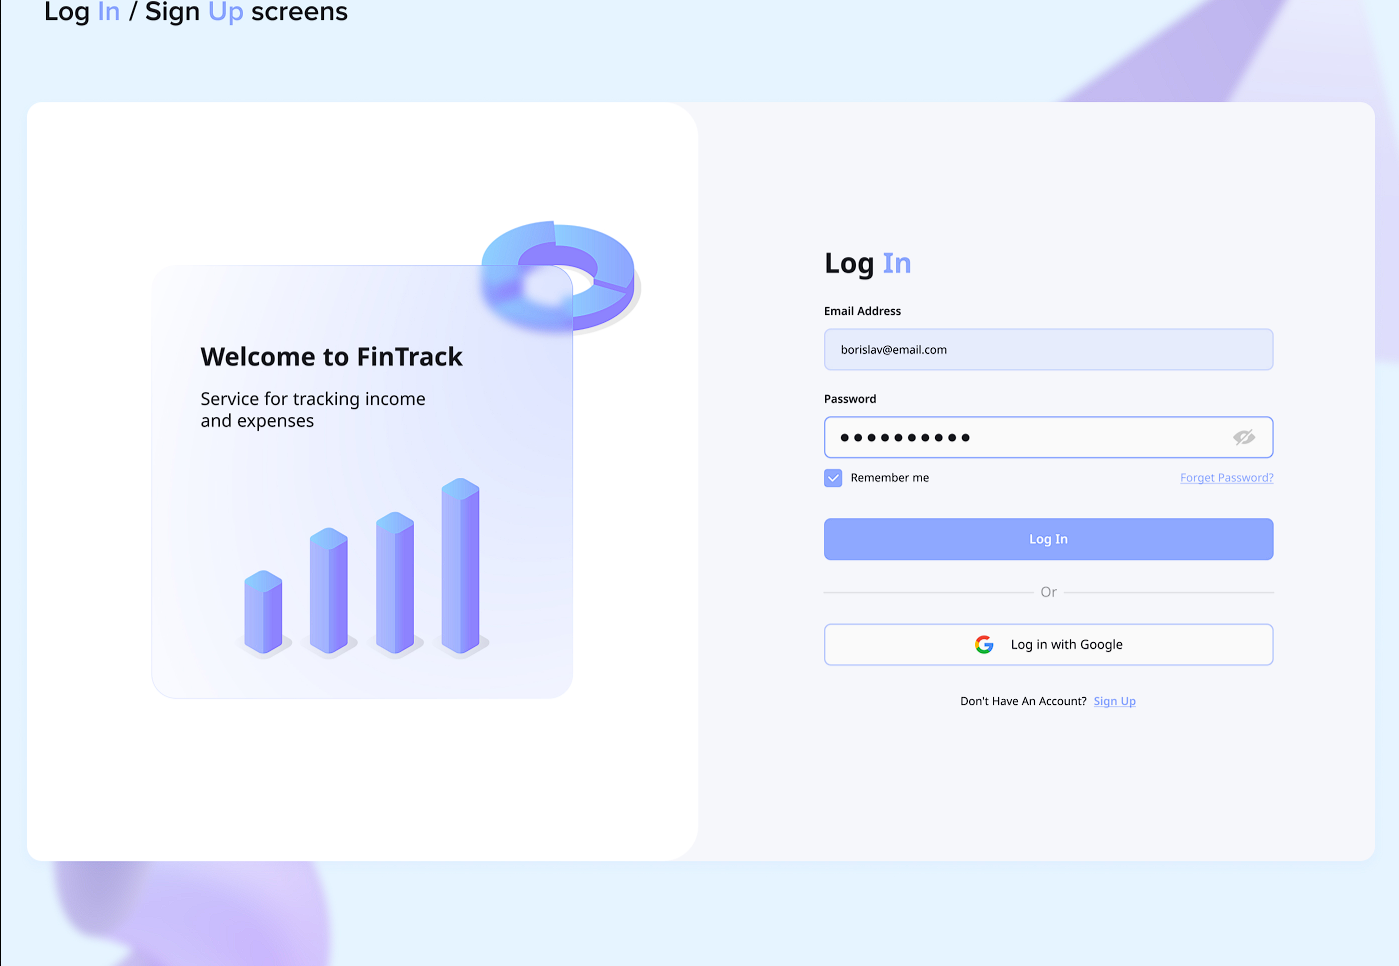 Log In / Sign Up screens
Welcome to FinTrack
Service for tracking income
and expenses
Log In
Email Address
borislav@email.com
Password
Remember me
Forget Password?
Log In
Or
Log in with Google
Don't Have An Account? Sign Up